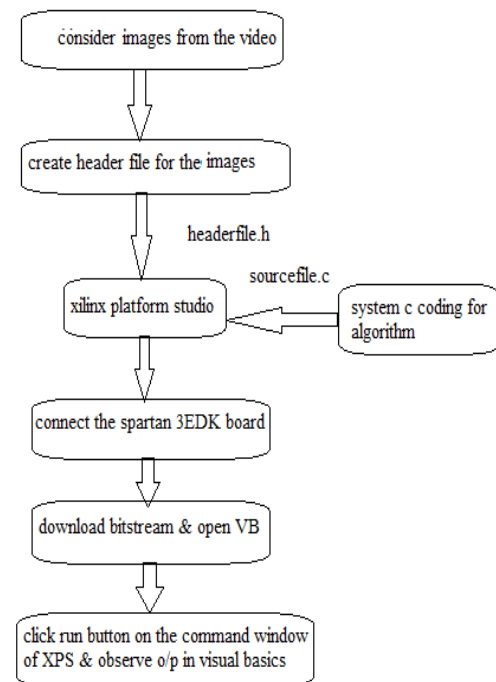 consider images from the video
create header file for the images
headerfile.h
sourcefile.c
xilinx platform studio
system c coding for
algorithm
connect the spartan 3EDK board
download bitstream & open VB
click run button on the command window
of XPS & observe o/p in visual basics